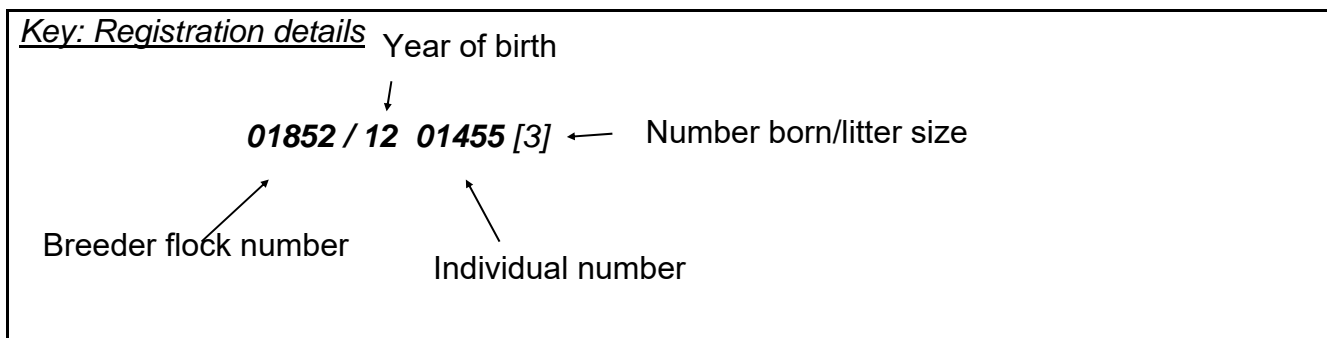 Key: Registration details
Year of birth
01852 / 12 01455 [3]
Number born/litter size
Breeder flock number
Individual number